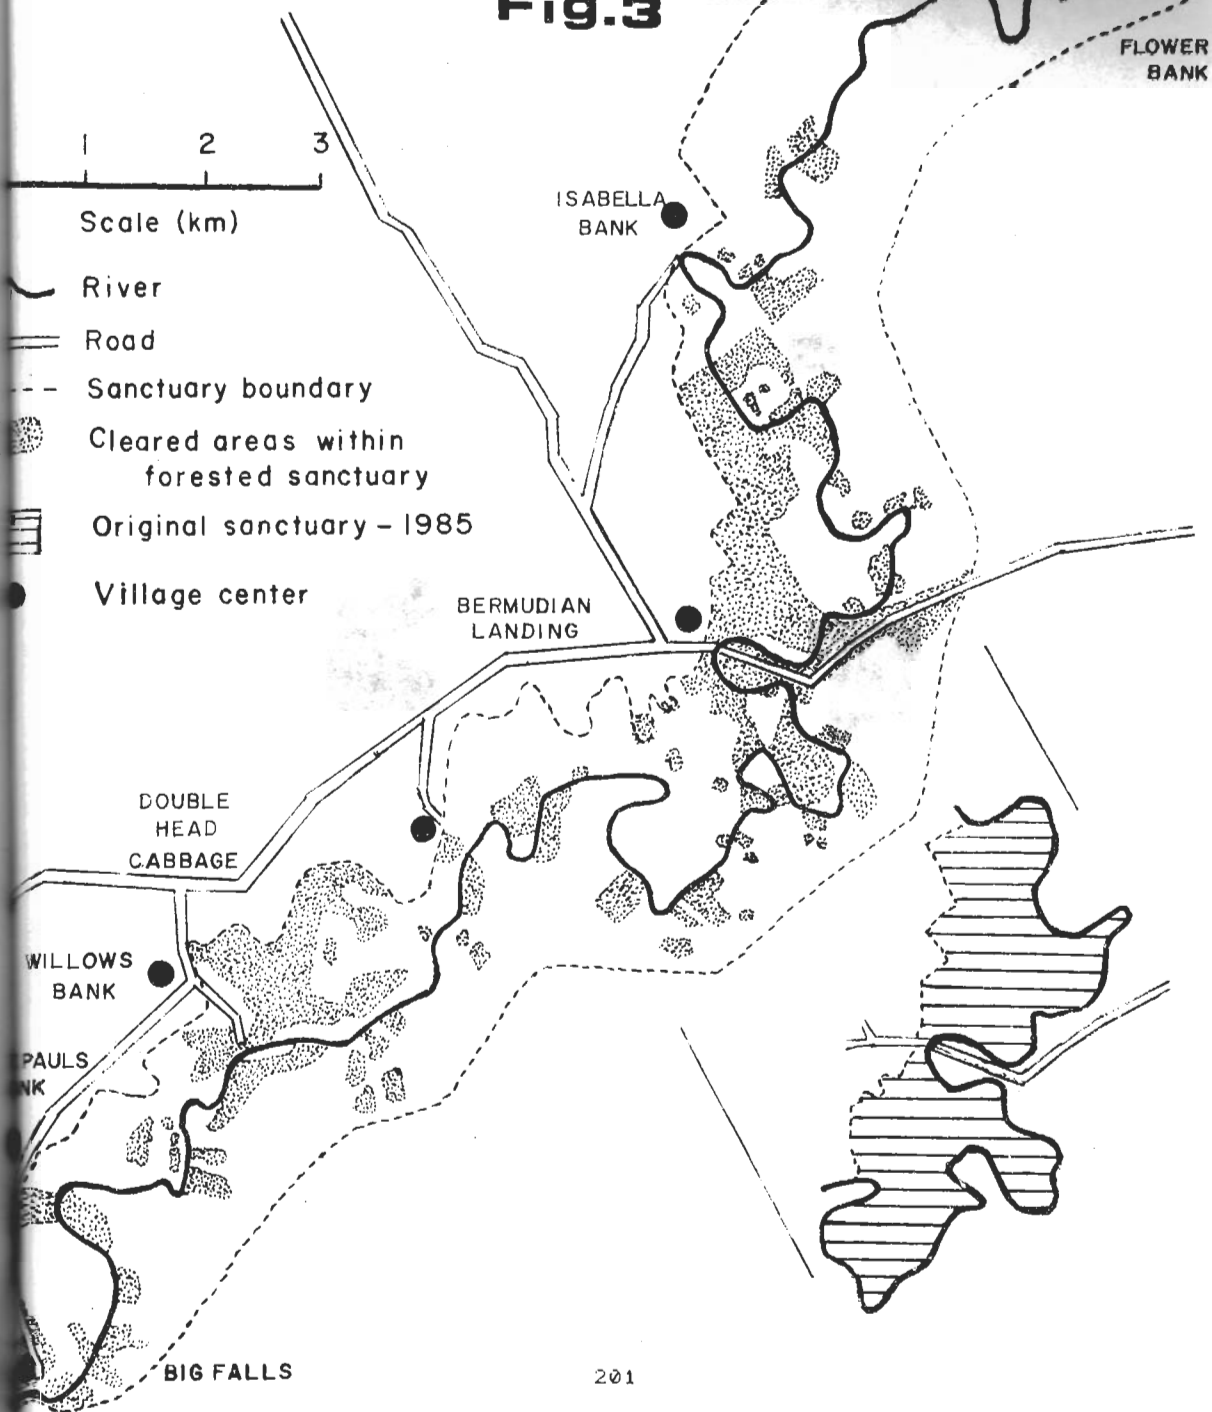 Fig.3
FLOWER
BANK
1 2 3
Scale (km)
ISABELLA
BANK
River
Road
Sanctuary boundary
Cleared areas within
forested sanctuary
Original sanctuary - 1985
Village center
BERMUDIAN
LANDING
DOUBLE
HEAD
CABBAGE
WILLOWS
BANK
PAULS
NK
BIG FALLS
201